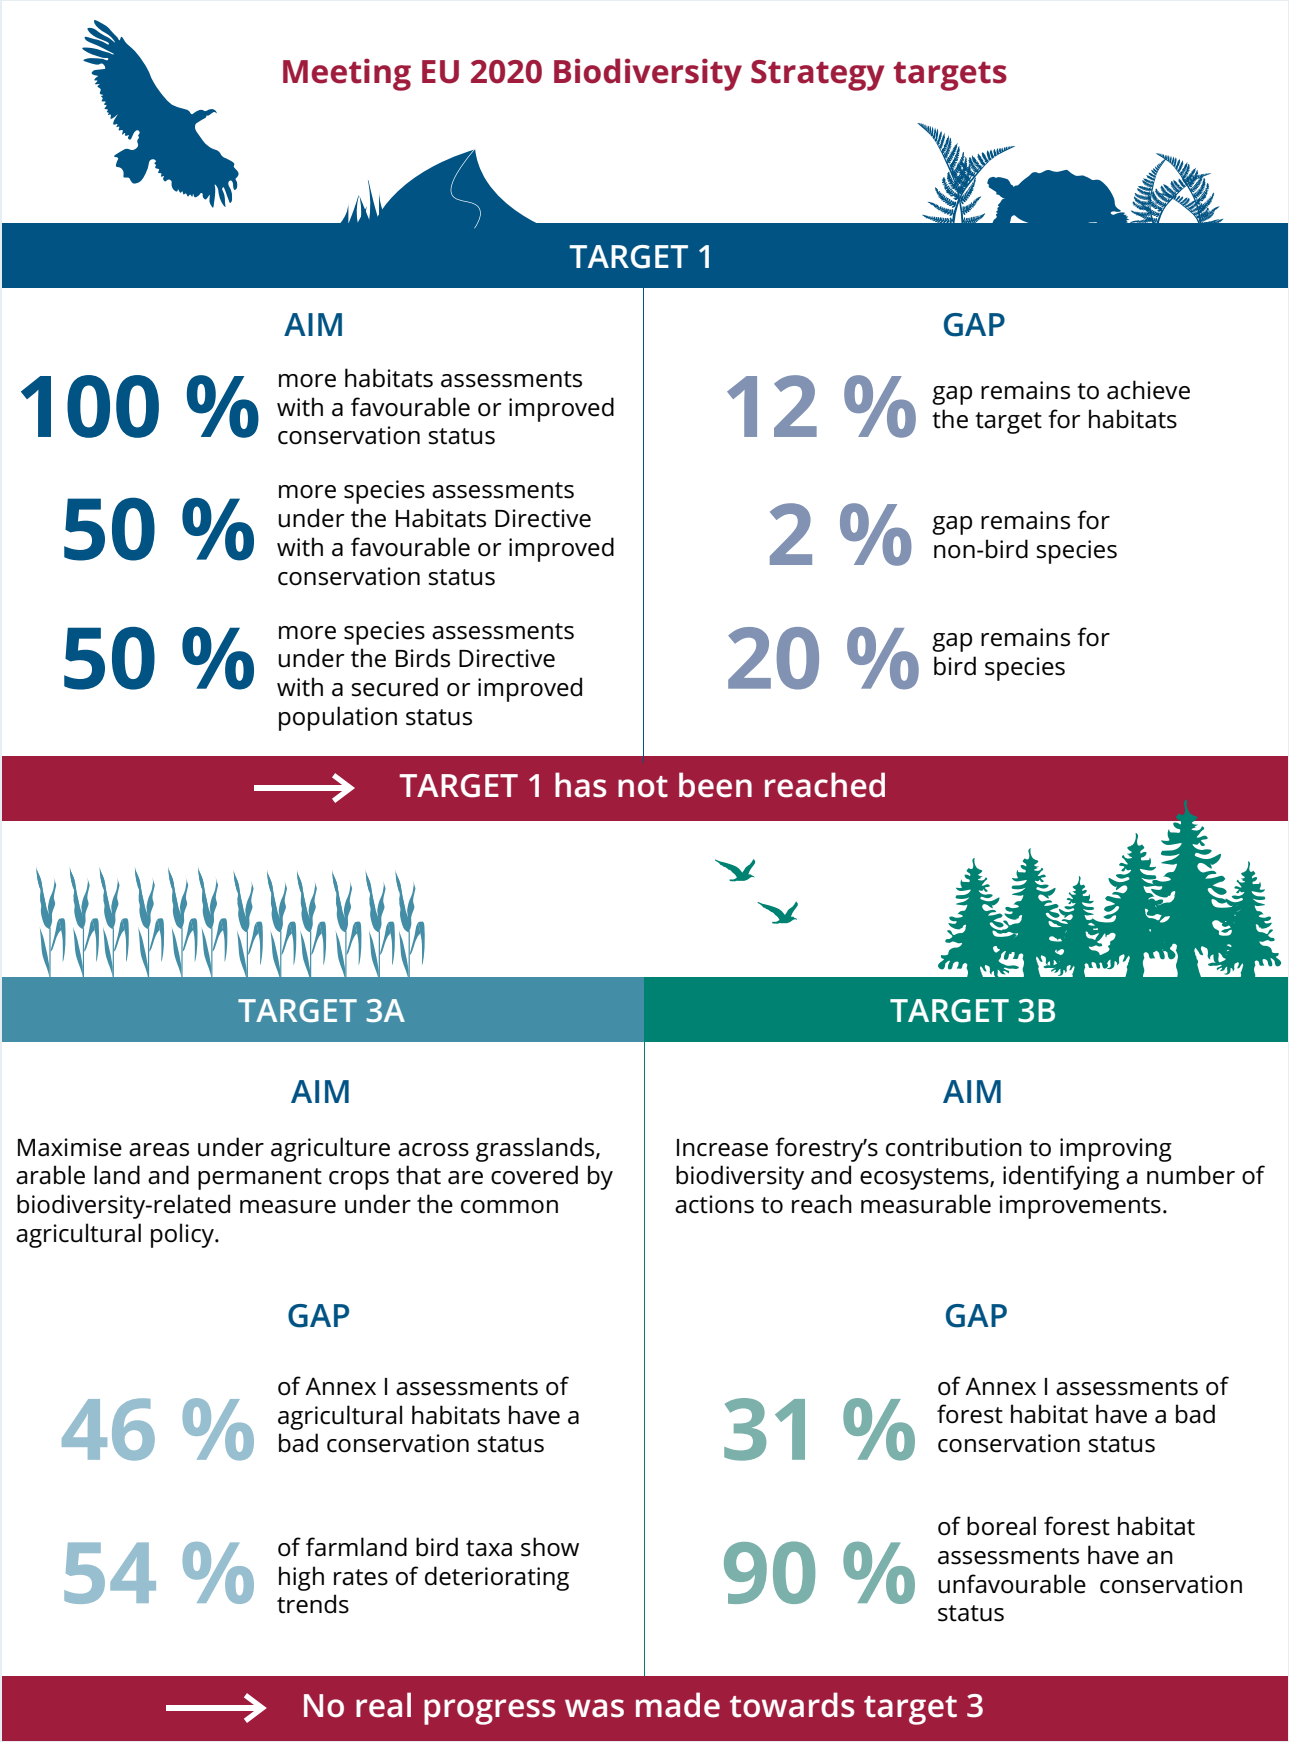 Meeting EU 2020 Biodiversity Strategy targets
TARGET 1
AIM
100 %
more habitats assessments
with a favourable or improved
conservation status
50 %
more species assessments
under the Habitats Directive
with a favourable or improved
conservation status
50 %
more species assessments
under the Birds Directive
with a secured or improved
population status
GAP
12 %
gap remains to achieve
the target for habitats
2 %
gap remains for
non-bird species
20 %
gap remains for
bird species
TARGET 1 has not been reached
TARGET 3A
AIM
Maximise areas under agriculture across grasslands,
arable land and permanent crops that are covered by
biodiversity-related measure under the common
agricultural policy.
GAP
46 %
of Annex I assessments of
agricultural habitats have a
bad conservation status
54 %
of farmland bird taxa show
high rates of deteriorating
trends
TARGET 3B
AIM
Increase forestry’s contribution to improving
biodiversity and ecosystems, identifying a number of
actions to reach measurable improvements.
GAP
31 %
of Annex I assessments of
forest habitat have a bad
conservation status
90 %
of boreal forest habitat
assessments have an
unfavourable  conservation
status
No real progress was made towards target 3